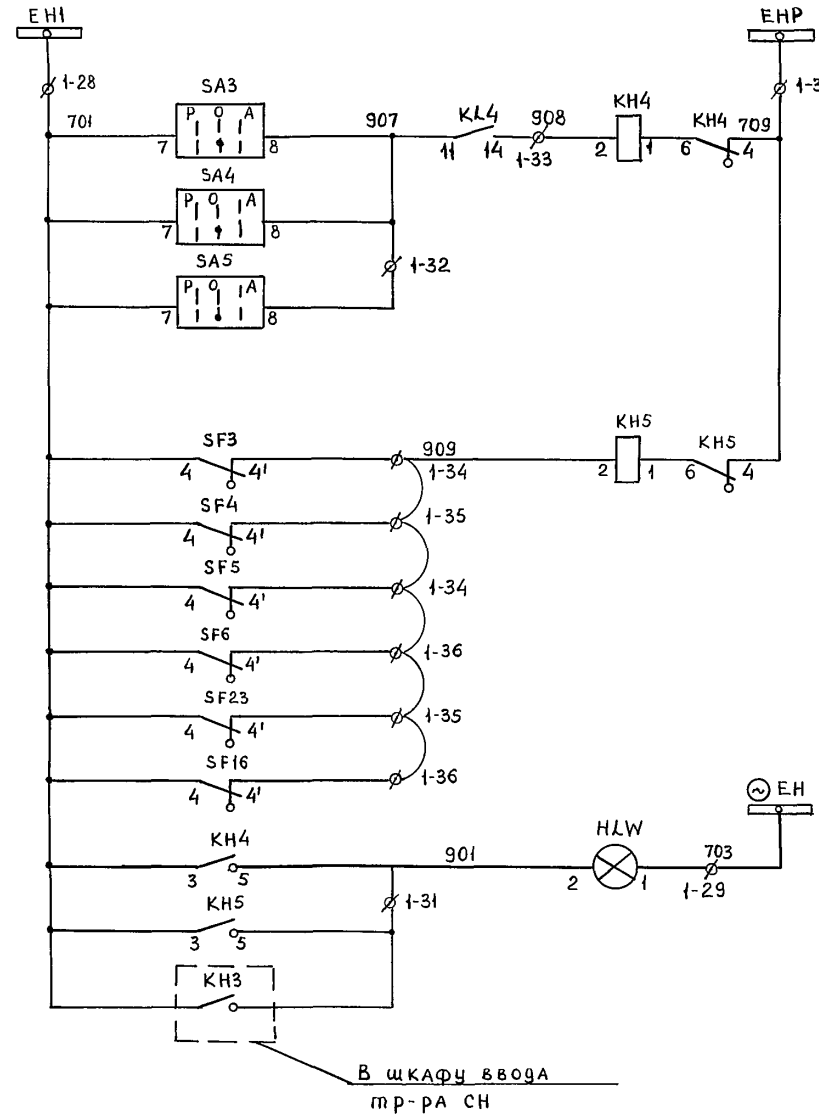 EH1
EHP
1-28
1-3
SA3
701
P O A
7 8
907
KL4
11 14
908
1-33
KH4
2 1
KH4
6 4
709
SA4
P O A
7 8
1-32
SA5
P O A
7 8
SF3
4 4'
909
1-34
KH5
2 1
KH5
6 4
SF4
4 4'
1-35
SF5
4 4'
1-34
SF6
4 4'
1-36
SF23
4 4'
1-35
SF16
4 4'
1-36
~ EH
KH4
3 5
901
HLW
2 1
703
1-29
1-31
KH5
3 5
KH3
В шкафу ввода
тр-ра СН